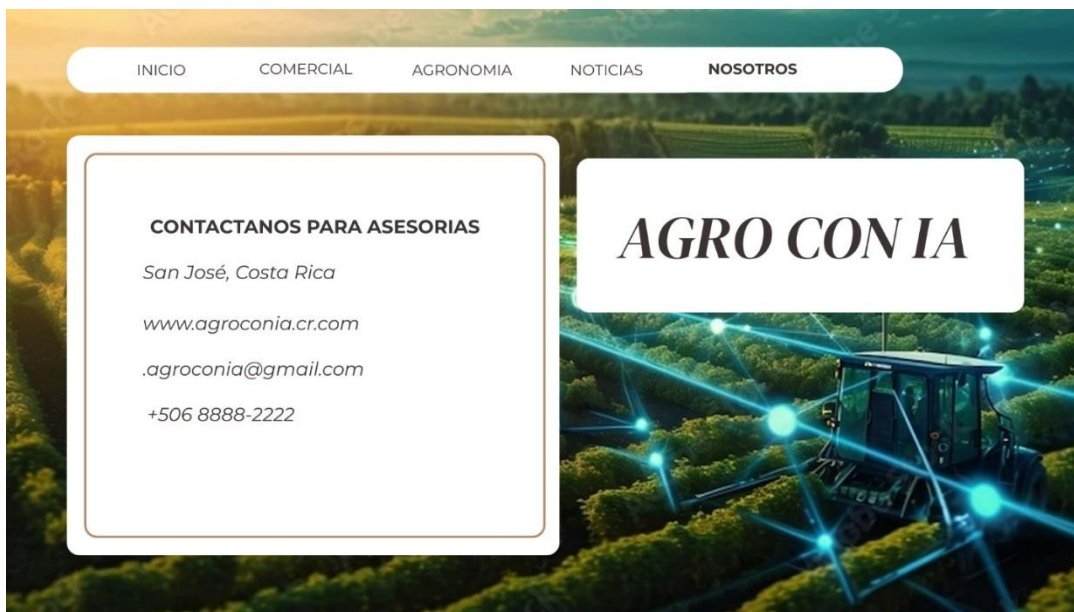 INICIO COMERCIAL AGRONOMIA NOTICIAS NOSOTROS
CONTACTANOS PARA ASESORIAS
San José, Costa Rica
www.agroconia.cr.com
.agroconia@gmail.com
+506 8888-2222
AGRO CON IA